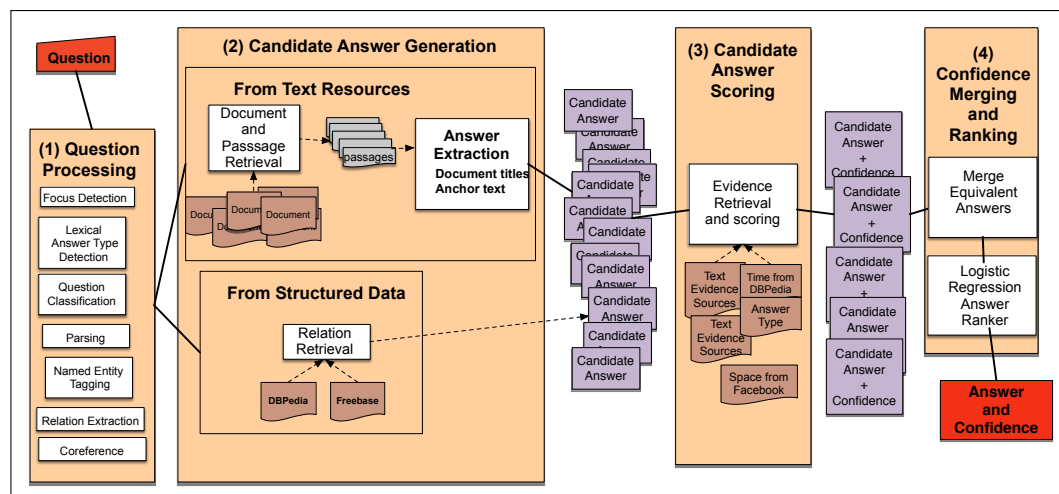 Question
(1) Question
Processing
Focus Detection
Lexical
Answer Type
Detection
Question
Classification
Parsing
Named Entity
Tagging
Relation Extraction
Coreference
(2) Candidate Answer Generation
From Text Resources
Document
and
Passsage
Retrieval
passages
Answer
Extraction
Document titles
Anchor text
Document
From Structured Data
Relation
Retrieval
DBPedia
Freebase
Candidate
Answer
Candidate
Answer
Candidate
Candidate
Candidate
Candidate
Candidate
Answer
Candidate
Answer
Candidate
Candidate
Answer
(3) Candidate
Answer
Scoring
Evidence
Retrieval
and scoring
Text
Evidence
Sources
Time from
DBPedia
Answer
Type
Text
Evidence
Sources
Space from
Facebook
Candidate
Answer
+
Confidence
Candidate
Answer
+
Confidence
Candidate
Answer
+
Candidate
Answer
Candidate
Answer
+
Confidence
(4)
Confidence
Merging
and
Ranking
Merge
Equivalent
Answers
Logistic
Regression
Answer
Ranker
Answer
and
Confidence